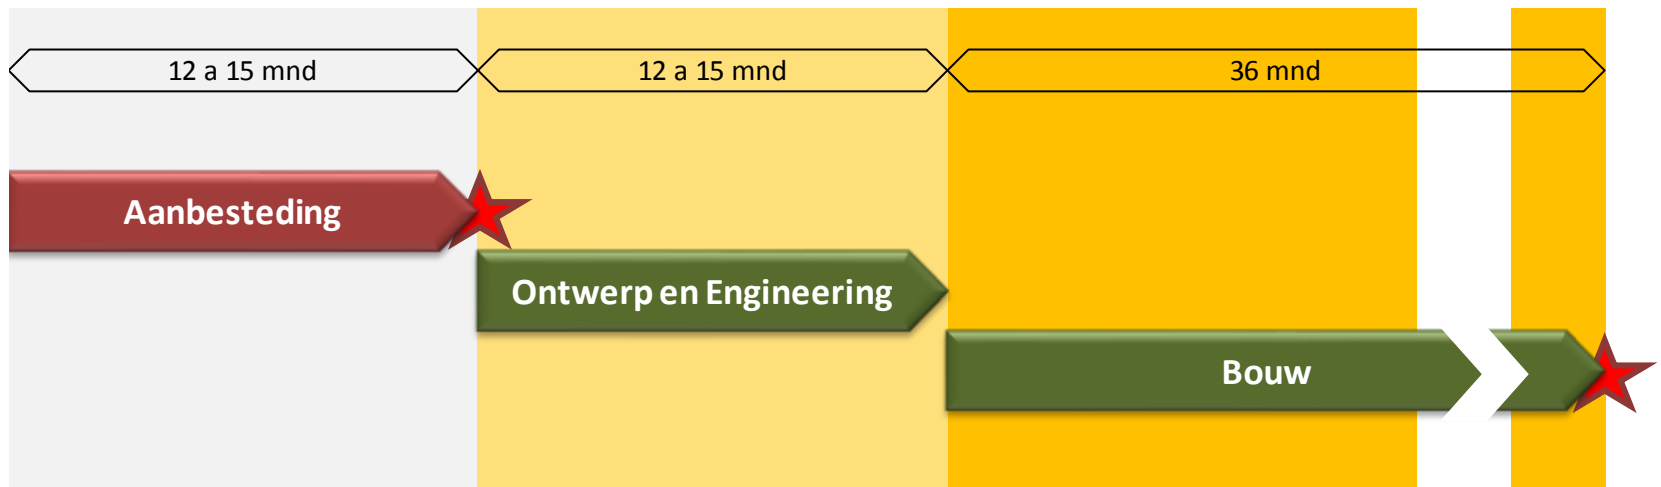 12 a 15 mnd
12 a 15 mnd
36 mnd
Aanbesteding
Ontwerp en Engineering
Bouw